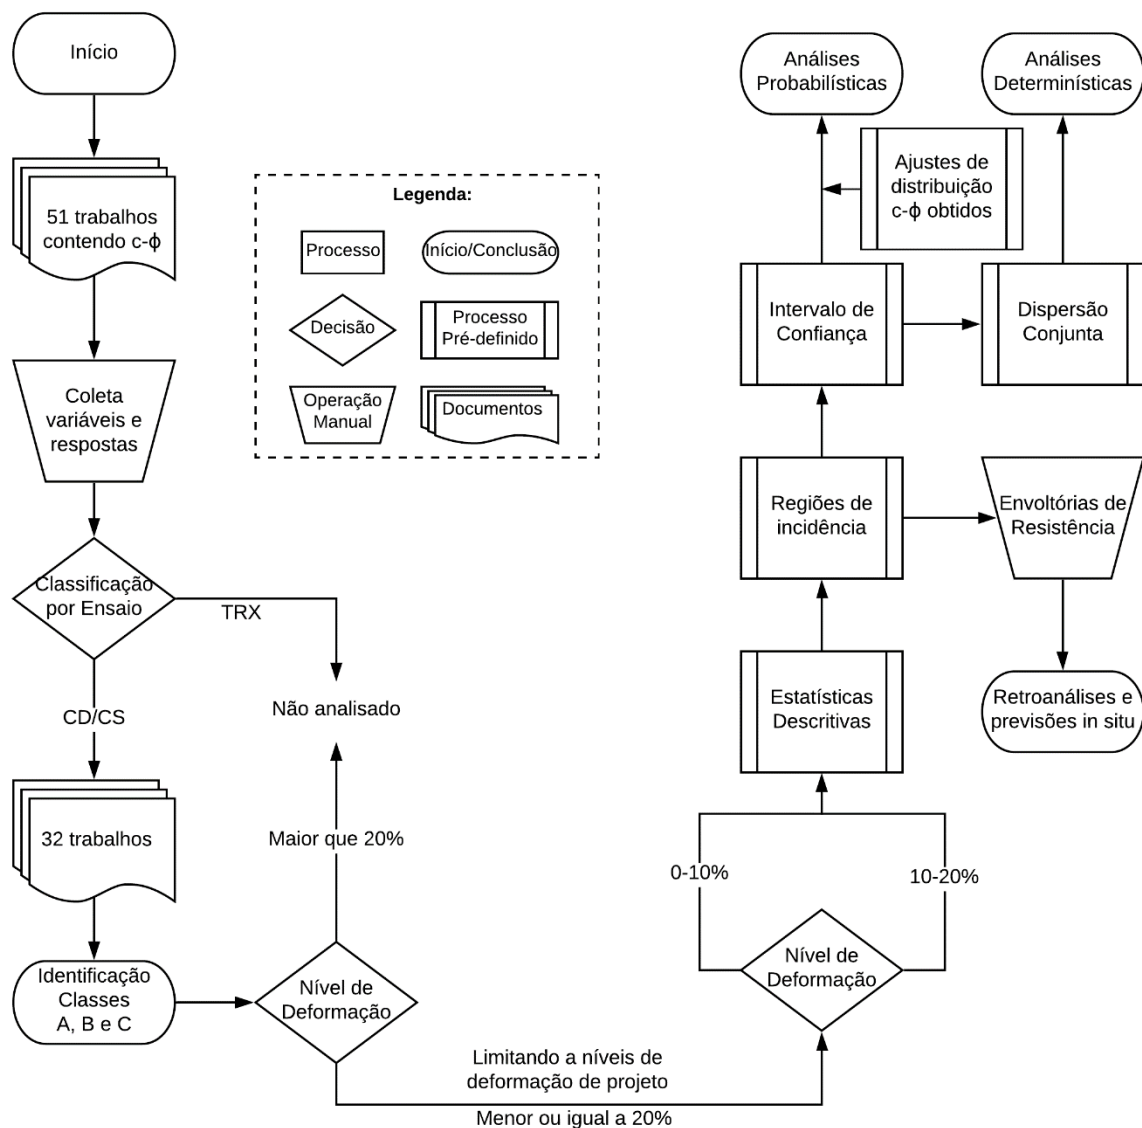 Início
51 trabalhos
contendo c-ϕ
Coleta
variáveis e
respostas
Classificação
por Ensaio
TRX
CD/CS
Não analisado
32 trabalhos
Maior que 20%
Identificação
Classes
A, B e C
Nível de
Deformação
Limitando a níveis de
deformação de projeto
Menor ou igual a 20%
Legenda:
Processo
Início/Conclusão
Decisão
Processo
Pré-definido
Operação
Manual
Documentos
Análises
Probabilísticas
Análises
Determinísticas
Ajustes de
distribuição
c-ϕ obtidos
Intervalo de
Confiança
Dispersão
Conjunta
Regiões de
incidência
Envoltórias de
Resistência
Estatísticas
Descritivas
Retroanálises e
previsões in situ
0-10%
10-20%
Nível de
Deformação